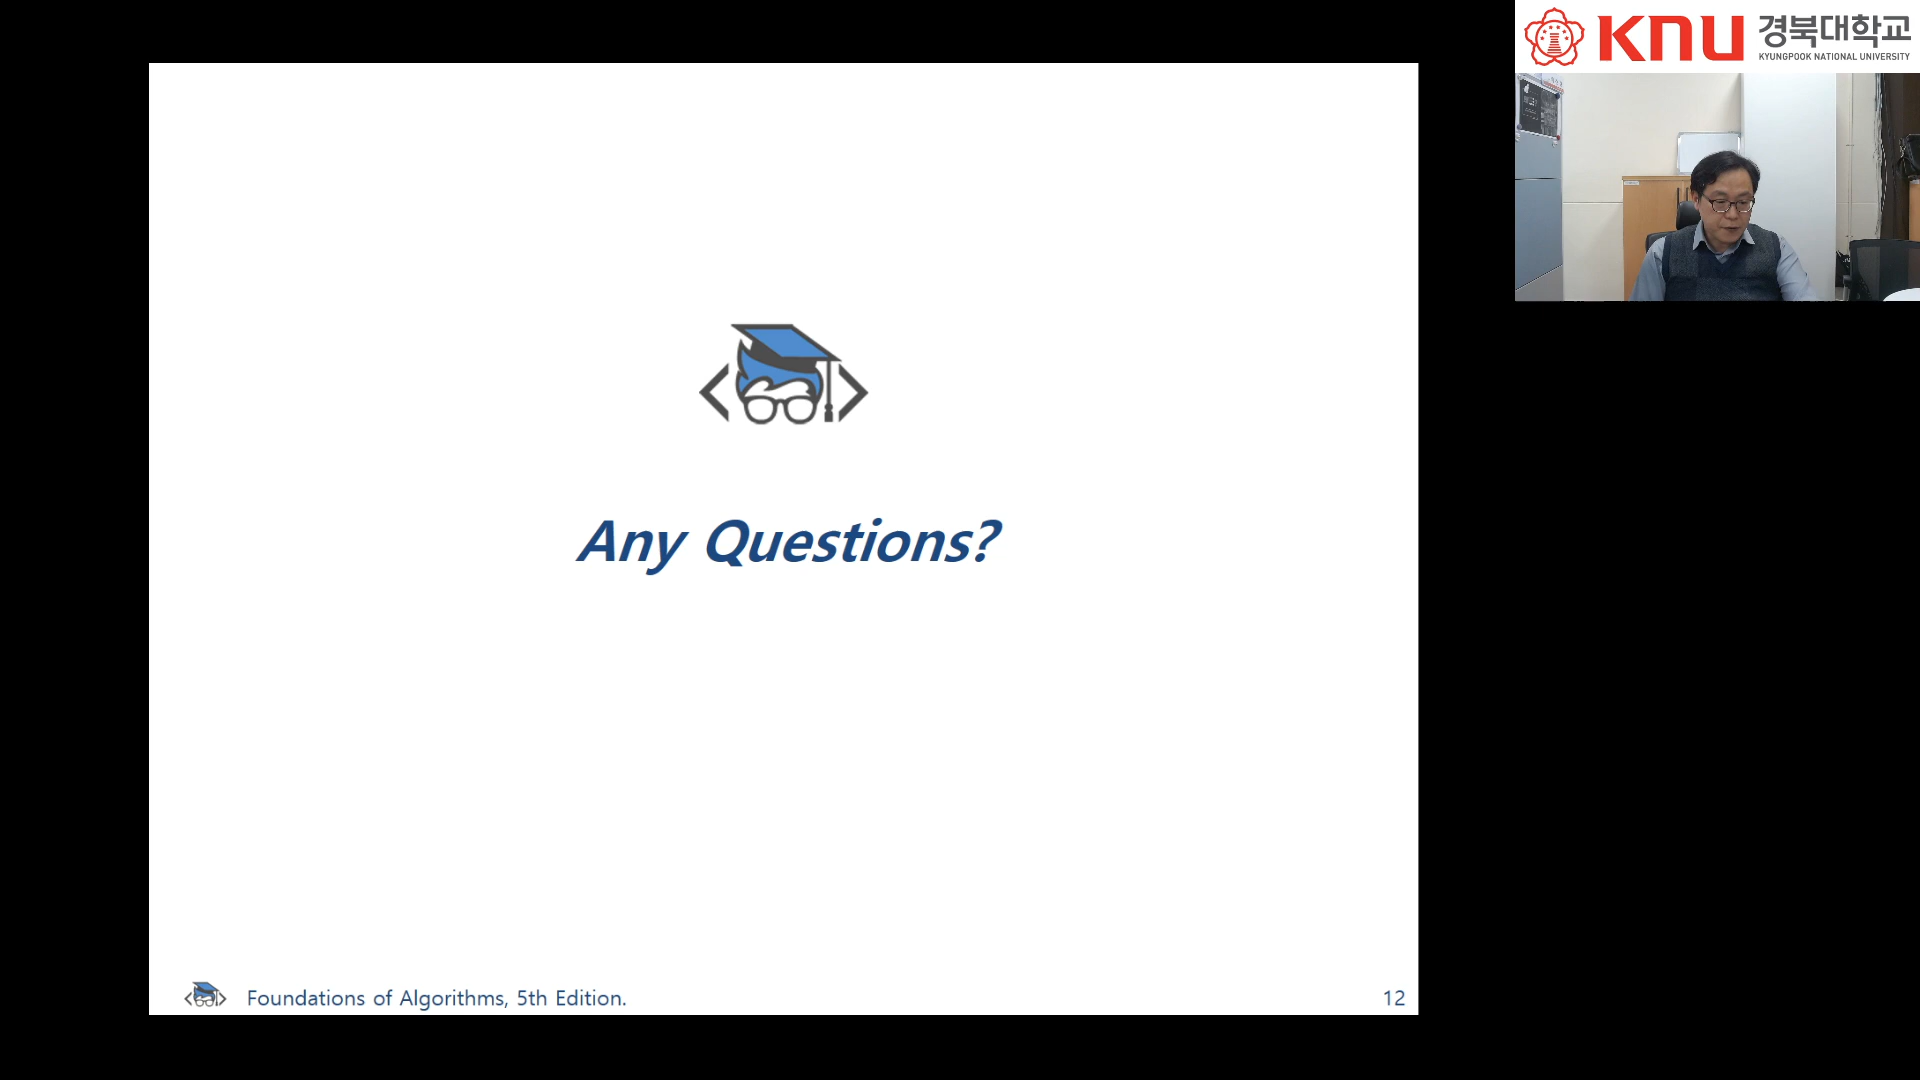 KNU 경북대학교
KYUNGPOOK NATIONAL UNIVERSITY
Any Questions?
Foundations of Algorithms, 5th Edition.
12